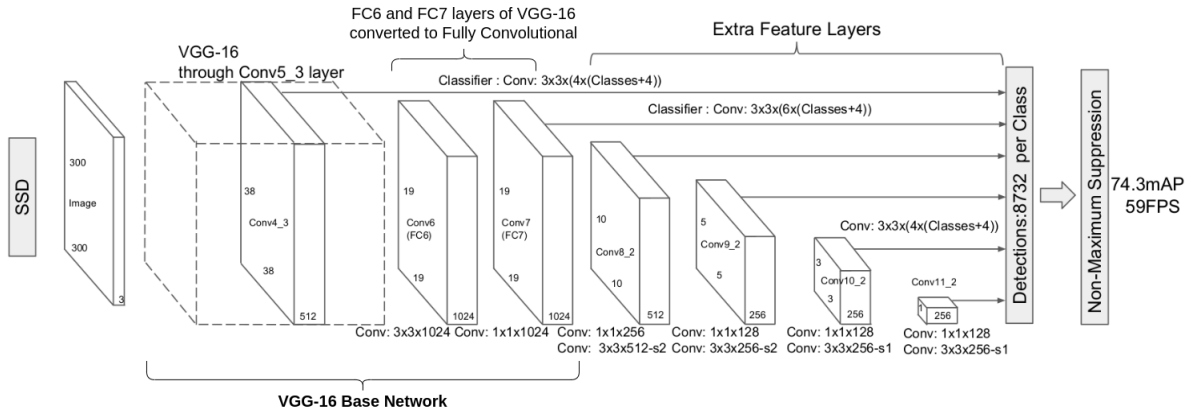 FC6 and FC7 layers of VGG-16
converted to Fully Convolutional
Extra Feature Layers
VGG-16
through Conv5_3 layer
Classifier : Conv: 3x3x(4x(Classes+4))
Classifier : Conv: 3x3x(6x(Classes+4))
SSD
300
Image
300
3
38
Conv4_3
38
512
19
Conv6
(FC6)
19
1024
19
Conv7
(FC7)
19
1024
10
Conv8_2
10
512
5
Conv9_2
5
256
Conv: 3x3x(4x(Classes+4))
3
Conv10_2
3
256
Conv11_2
1
256
Detections:8732 per Class
Non-Maximum Suppression
74.3mAP
59FPS
Conv: 3x3x1024
Conv: 1x1x1024
Conv: 1x1x256
Conv: 3x3x512-s2
Conv: 1x1x128
Conv: 3x3x256-s2
Conv: 1x1x128
Conv: 3x3x256-s1
Conv: 1x1x128
Conv: 3x3x256-s1
VGG-16 Base Network